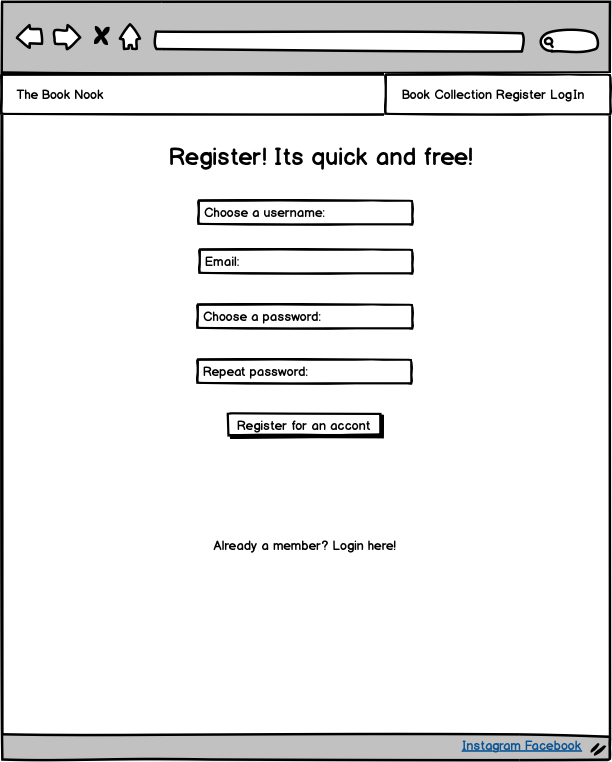 The Book Nook
Book Collection Register LogIn
Register! Its quick and free!
Choose a username:
Email:
Choose a password:
Repeat password:
Register for an accont
Already a member? Login here!
Instagram Facebook